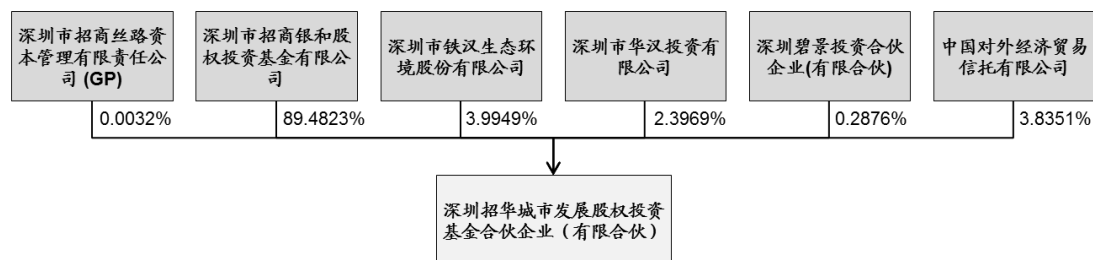 深圳市招商丝路资
本管理有限责任公
司 (GP)
深圳市招商银和股
权投资基金有限公
司
深圳市铁汉生态环
境股份有限公司
深圳市华汉投资有
限公司
深圳碧景投资合伙
企业(有限合伙)
中国对外经济贸易
信托有限公司
0.0032%
89.4823%
3.9949%
2.3969%
0.2876%
3.8351%
深圳招华城市发展股权投资
基金合伙企业（有限合伙）